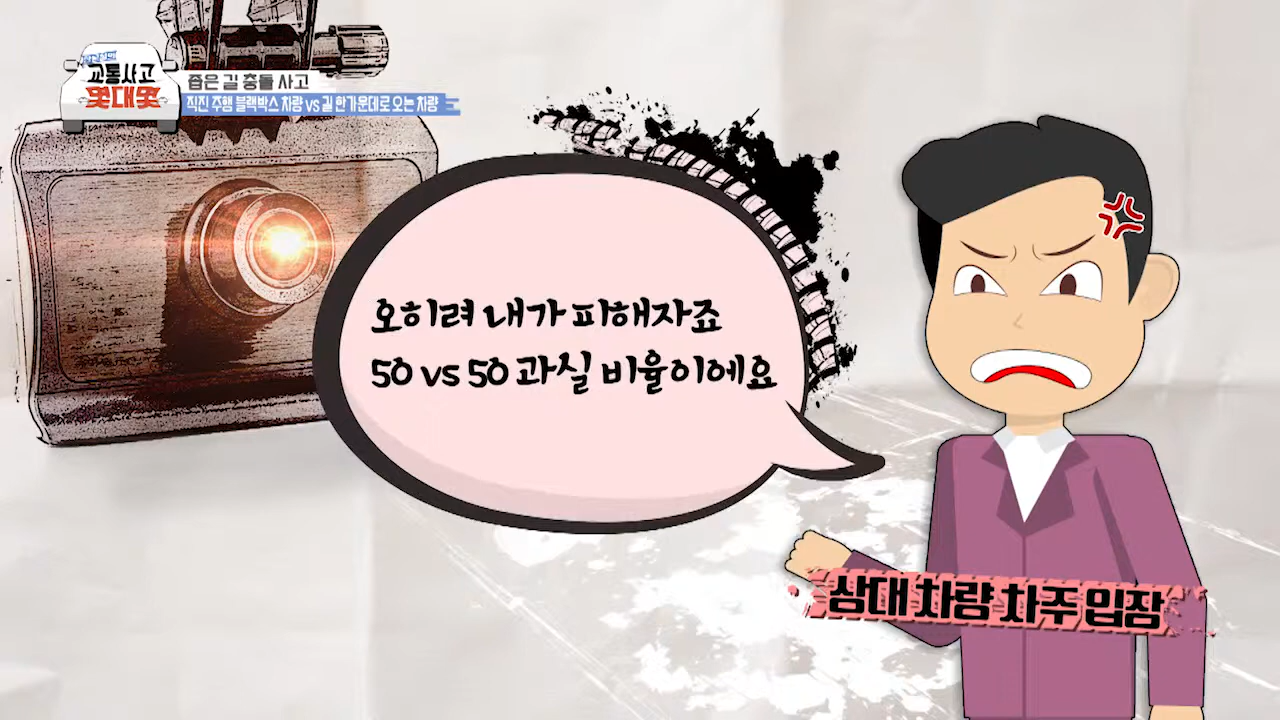 교통사고
몇대몇
좁은 길 충돌 사고
직진 주행 블랙박스 차량 vs 길 한가운데로 오는 차량
오히려 내가 피해자죠
50 vs 50 과실 비율이에요
상대 차량 차주 입장